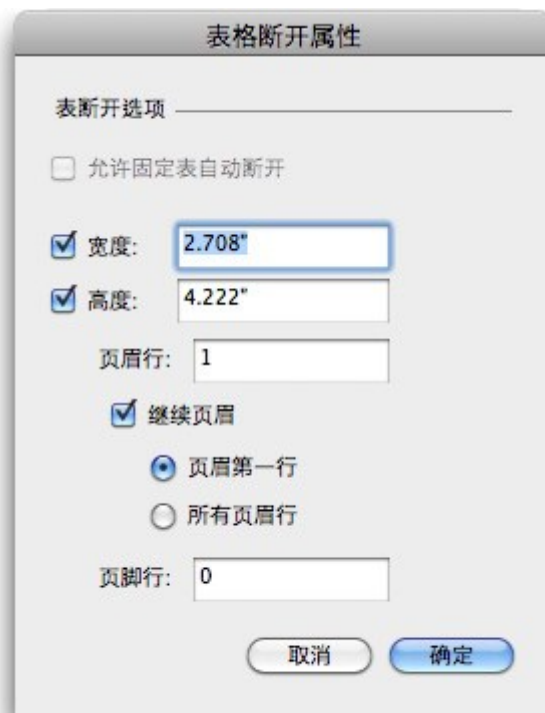 表格断开属性
表断开选项
允许固定表自动断开
宽度: 2.708"
高度: 4.222"
页眉行: 1
继续页眉
页眉第一行
所有页眉行
页脚行: 0
取消 确定